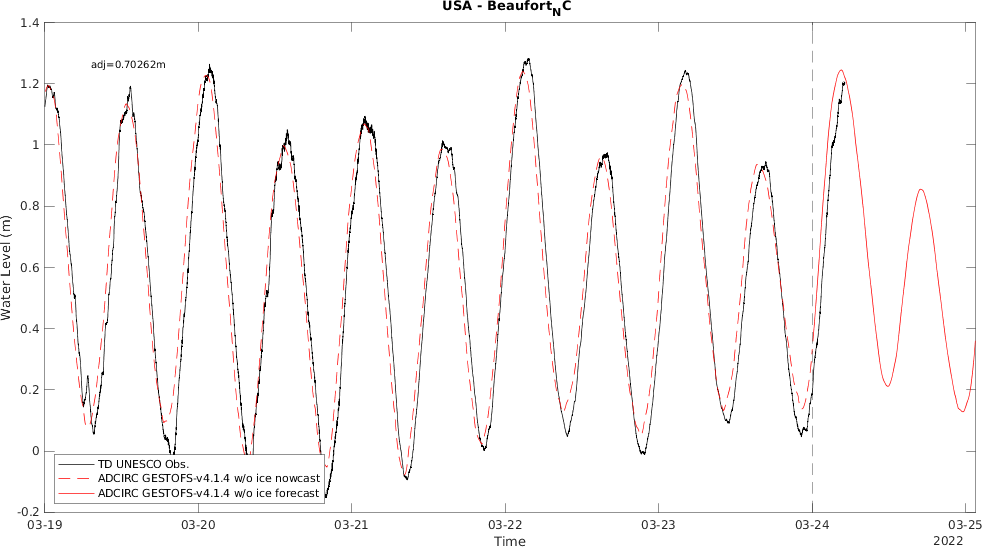 USA - Beaufort_NC
adj=0.70262m
1.4
1.2
1
0.8
0.6
0.4
0.2
0
-0.2
Water Level (m)
TD UNESCO Obs.
ADCIRC GESTOFS-v4.1.4 w/o ice nowcast
ADCIRC GESTOFS-v4.1.4 w/o ice forecast
03-19 03-20 03-21 03-22 03-23 03-24 03-25
Time
2022